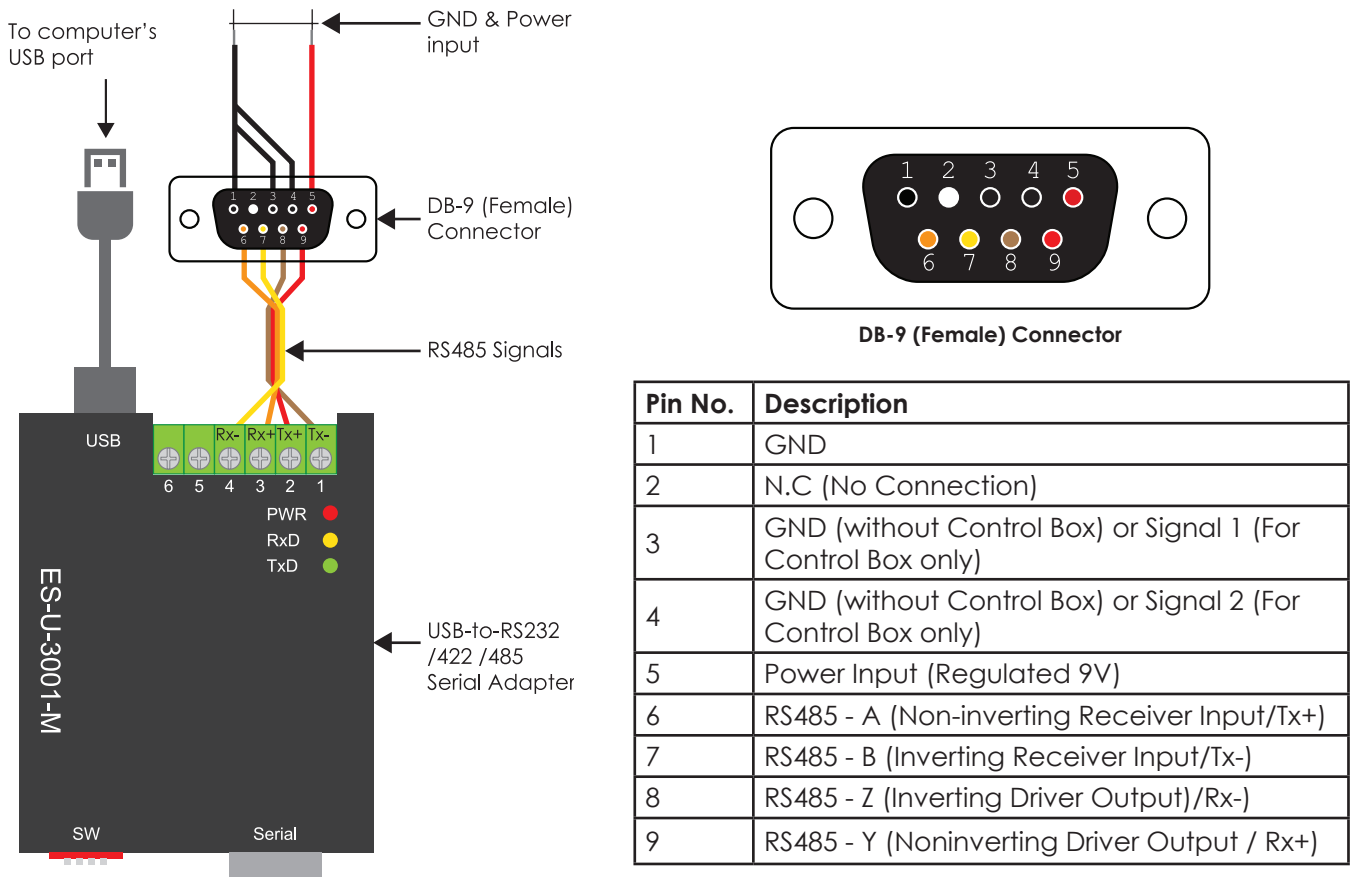 To computer's
USB port
GND & Power
input
1 2 3 4 5
6 7 8 9
DB-9 (Female)
Connector
RS485 Signals
USB
Rx- Rx+ Tx+ Tx-
6 5 4 3 2 1
PWR
RxD
TxD
ES-U-3001-M
USB-to-RS232
/422 /485
Serial Adapter
SW
Serial
1 2 3 4 5
6 7 8 9
DB-9 (Female) Connector
Pin No. Description
1 GND
2 N.C (No Connection)
3 GND (without Control Box) or Signal 1 (For
Control Box only)
4 GND (without Control Box) or Signal 2 (For
Control Box only)
5 Power Input (Regulated 9V)
6 RS485 - A (Non-inverting Receiver Input/Tx+)
7 RS485 - B (Inverting Receiver Input/Tx-)
8 RS485 - Z (Inverting Driver Output)/Rx-)
9 RS485 - Y (Noninverting Driver Output / Rx+)